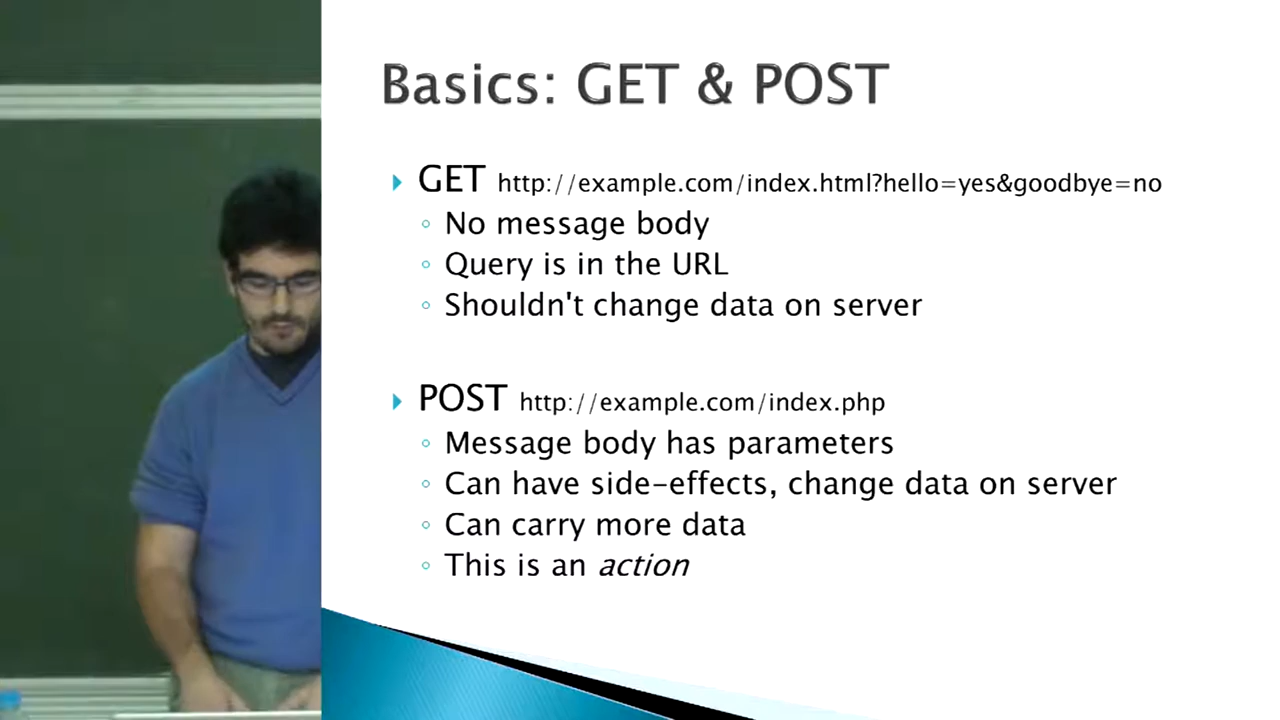 Basics: GET & POST
GET http://example.com/index.html?hello=yes&goodbye=no
No message body
Query is in the URL
Shouldn't change data on server
POST http://example.com/index.php
Message body has parameters
Can have side-effects, change data on server
Can carry more data
This is an action